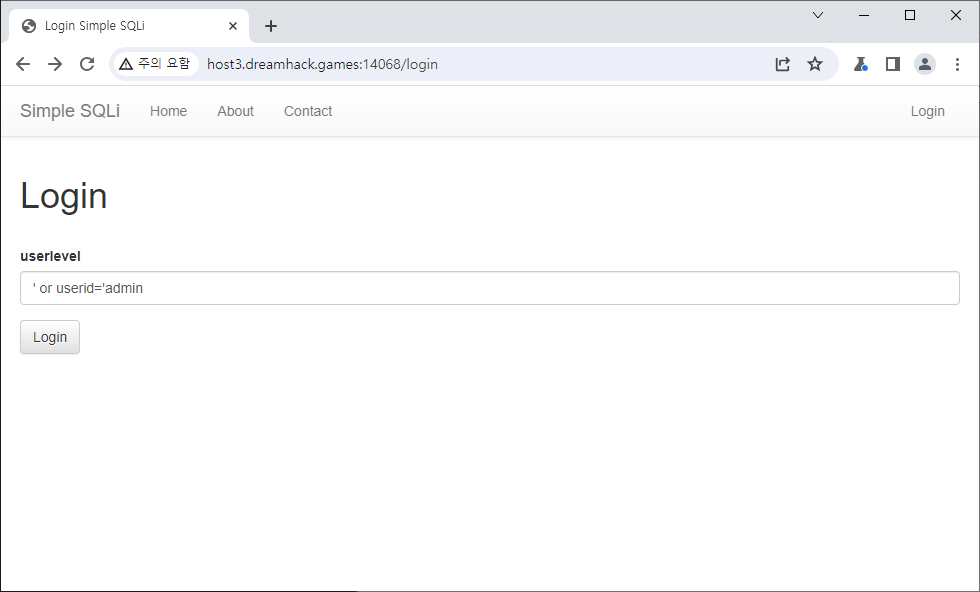 Login Simple SQLi
주의 요함 host3.dreamhack.games:14068/login
Simple SQLi Home About Contact Login
Login
userlevel
' or userid='admin
Login